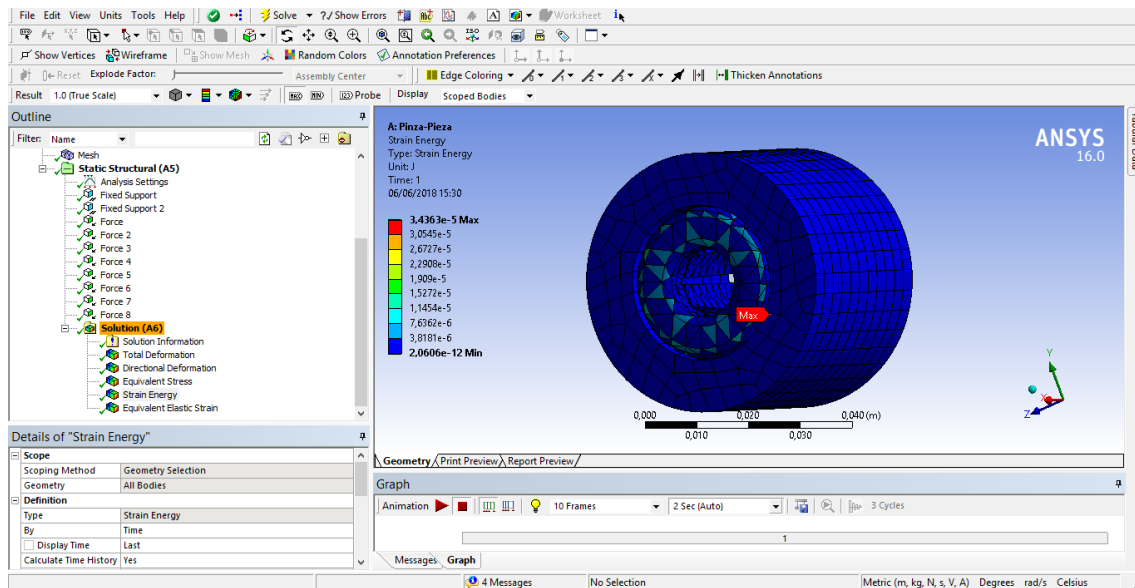 File Edit View Units Tools Help Solve ?/ Show Errors Worksheet
Show Vertices Wireframe Show Mesh Random Colors Annotation Preferences
Reset Explode Factor: Assembly Center Edge Coloring Thicken Annotations
Result 1.0 (True Scale) MAX MIN Probe Display Scoped Bodies
Outline
Filter: Name
Mesh
Static Structural (A5)
Analysis Settings
Fixed Support
Fixed Support 2
Force
Force 2
Force 3
Force 4
Force 5
Force 6
Force 7
Force 8
Solution (A6)
Solution Information
Total Deformation
Directional Deformation
Equivalent Stress
Strain Energy
Equivalent Elastic Strain
Details of "Strain Energy"
Scope
Scoping Method Geometry Selection
Geometry All Bodies
Definition
Type Strain Energy
By Time
Display Time Last
Calculate Time History Yes
A: Pinza-Pieza
Strain Energy
Type: Strain Energy
Unit: J
Time: 1
06/06/2018 15:30
3,4363e-5 Max
3,0545e-5
2,6727e-5
2,2908e-5
1,909e-5
1,5272e-5
1,1454e-5
7,6362e-6
3,8181e-6
2,0606e-12 Min
ANSYS
16.0
Max
0,000 0,020 0,040 (m)
0,010 0,030
Y
X
Z
Geometry Print Preview Report Preview
Graph
Animation 10 Frames 2 Sec (Auto) 3 Cycles
1
Messages Graph
4 Messages No Selection Metric (m, kg, N, s, V, A) Degrees rad/s Celsius